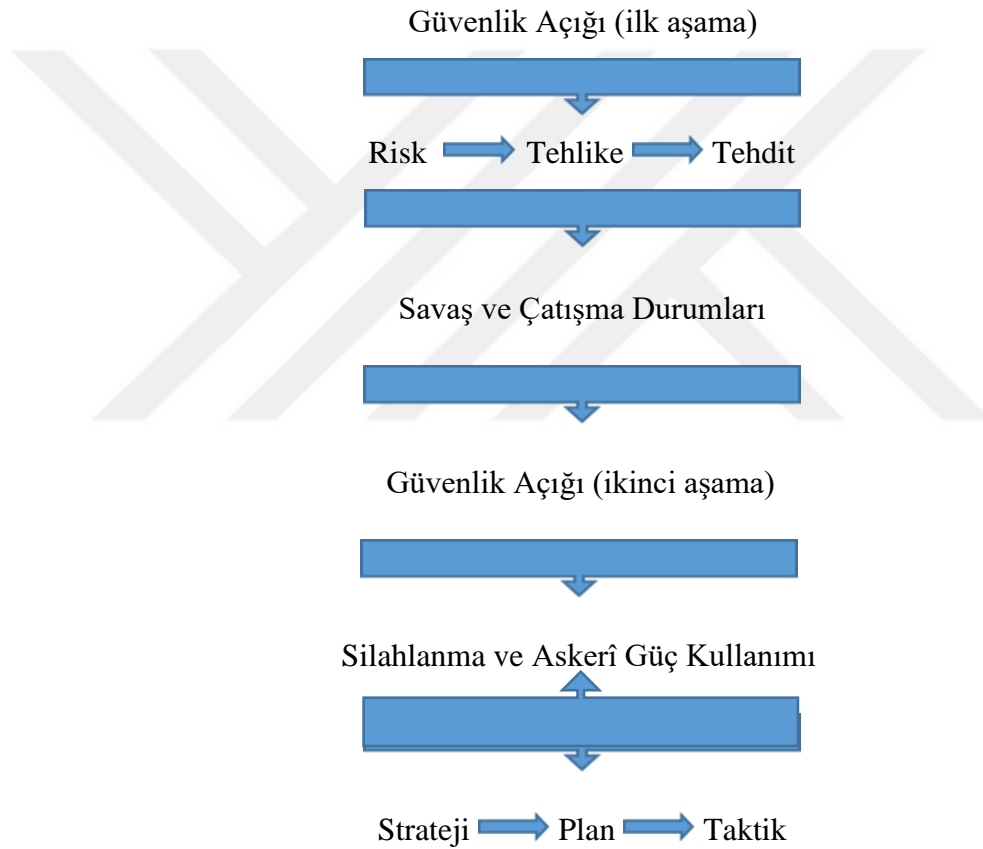 Güvenlik Açığı (ilk aşama)
Risk Tehlike Tehdit
Savaş ve Çatışma Durumları
Güvenlik Açığı (ikinci aşama)
Silahlanma ve Askerî Güç Kullanımı
Strateji Plan Taktik